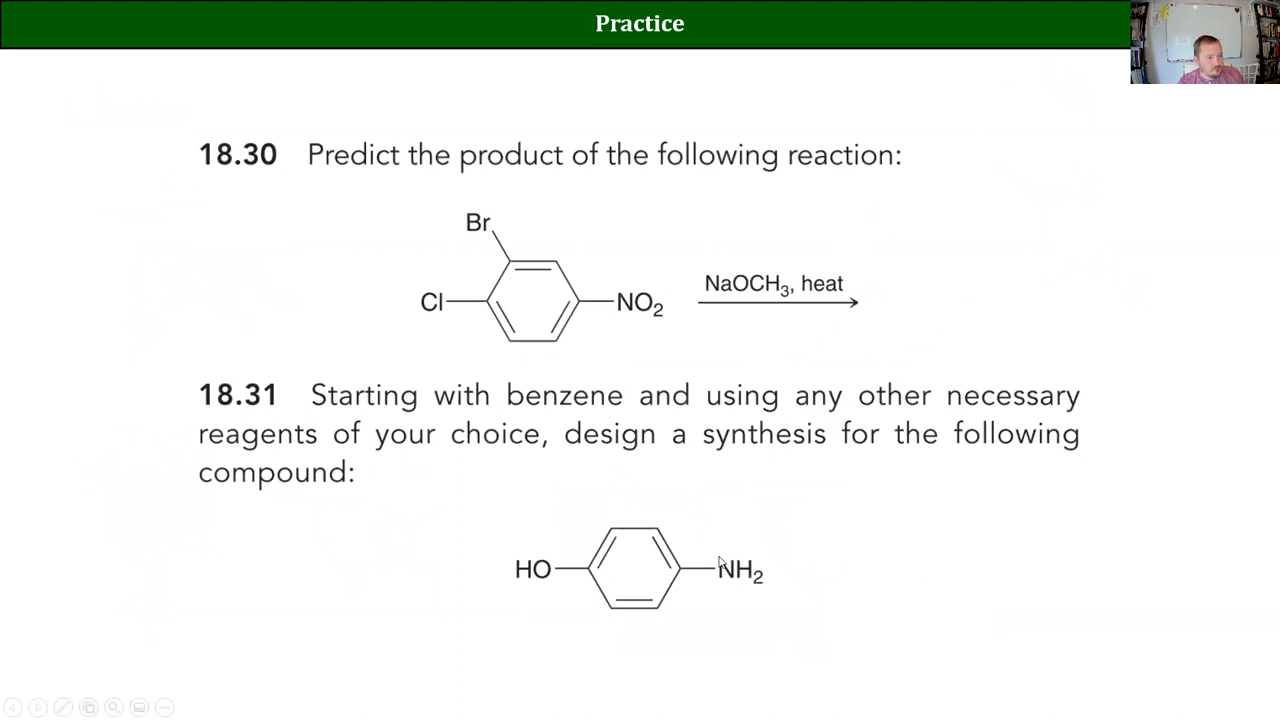 Practice
18.30 Predict the product of the following reaction:
Br
Cl
NO2
NaOCH3, heat
18.31 Starting with benzene and using any other necessary
reagents of your choice, design a synthesis for the following
compound:
HO
NH2